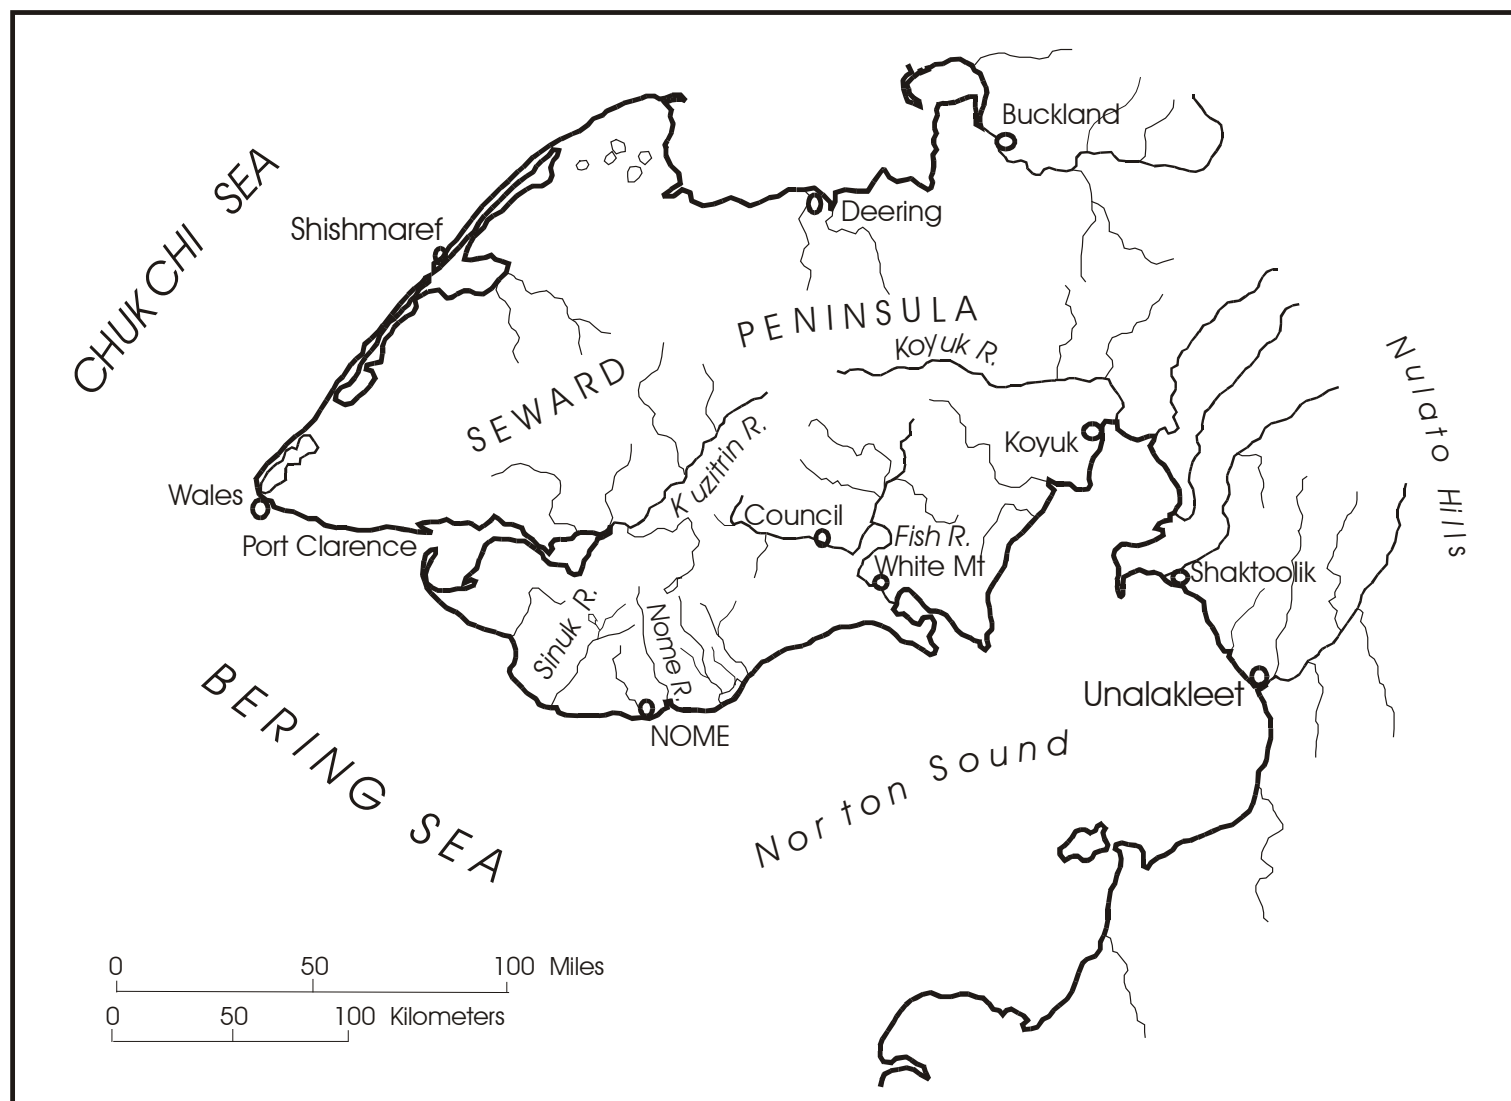 Buckland
CHUKCHI SEA
Shishmaref
Deering
SEWARD PENINSULA
Koyuk R.
Nulato Hills
Kuzitrin R.
Koyuk
Wales
Council
Port Clarence
Fish R.
White Mt
Shaktoolik
Sinuk R.
Nome R.
BERING SEA
Unalakleet
NOME
Norton Sound
0 50 100 Miles
0 50 100 Kilometers